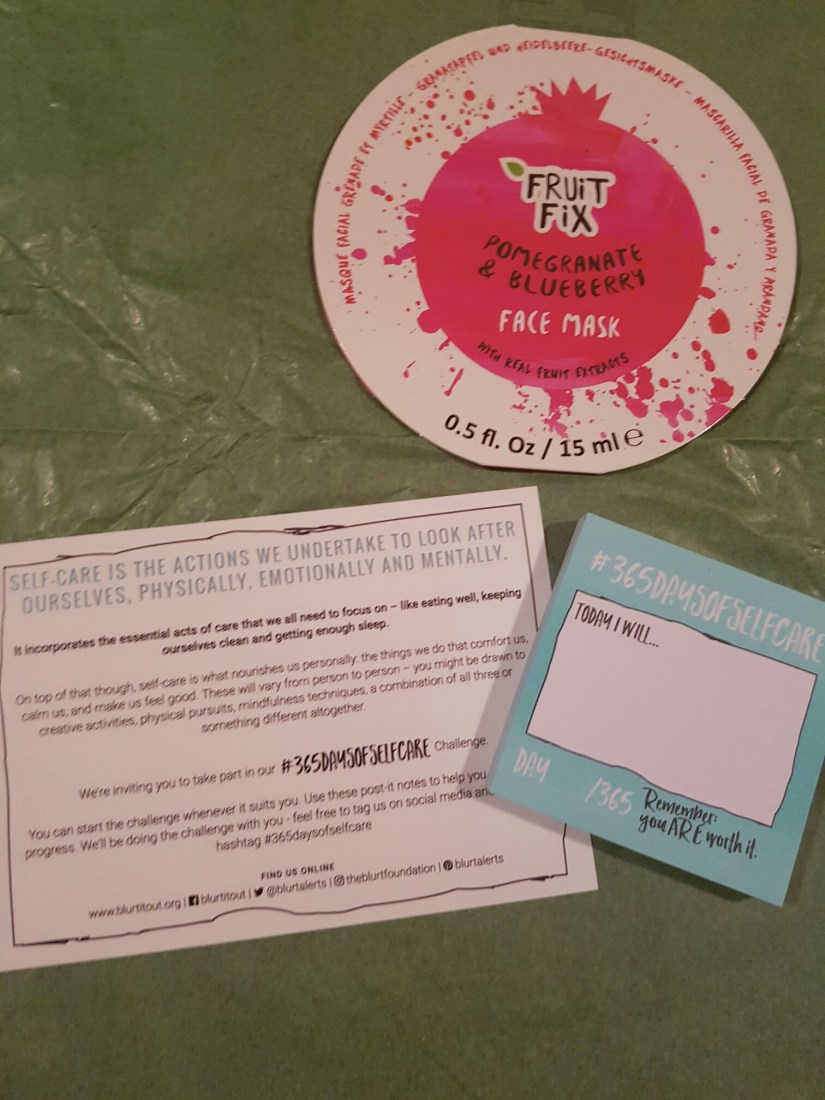 MASQUE FACIAL GRENADE ET MYRTILLE - GRANATAPFEL UND HEIDELBEERE-GESICHTSMASKE - MASCARILLA FACIAL DE GRANADA Y ARÁNDANO
FRUIT
FIX
POMEGRANATE
& BLUEBERRY
FACE MASK
WITH REAL FRUIT EXTRACTS
0.5 fl. Oz / 15 ml e
SELF-CARE IS THE ACTIONS WE UNDERTAKE TO LOOK AFTER
OURSELVES, PHYSICALLY, EMOTIONALLY AND MENTALLY.
It incorporates the essential acts of care that we all need to focus on – like eating well, keeping
ourselves clean and getting enough sleep.
On top of that though, self-care is what nourishes us personally: the things we do that comfort us,
calm us, and make us feel good. These will vary from person to person – you might be drawn to
creative activities, physical pursuits, mindfulness techniques, a combination of all three or
something different altogether.
We're inviting you to take part in our #365DAYSOFSELFCARE Challenge.
You can start the challenge whenever it suits you. Use these post-it notes to help you
progress. We'll be doing the challenge with you - feel free to tag us on social media and
hashtag #365daysofselfcare
FIND US ONLINE
www.blurtitout.org | blurtitout | @blurtalerts | theblurtfoundation | blurtalerts
#365DAYSOFSELFCARE
TODAY I WILL...
DAY /365
Remember:
you ARE worth it.